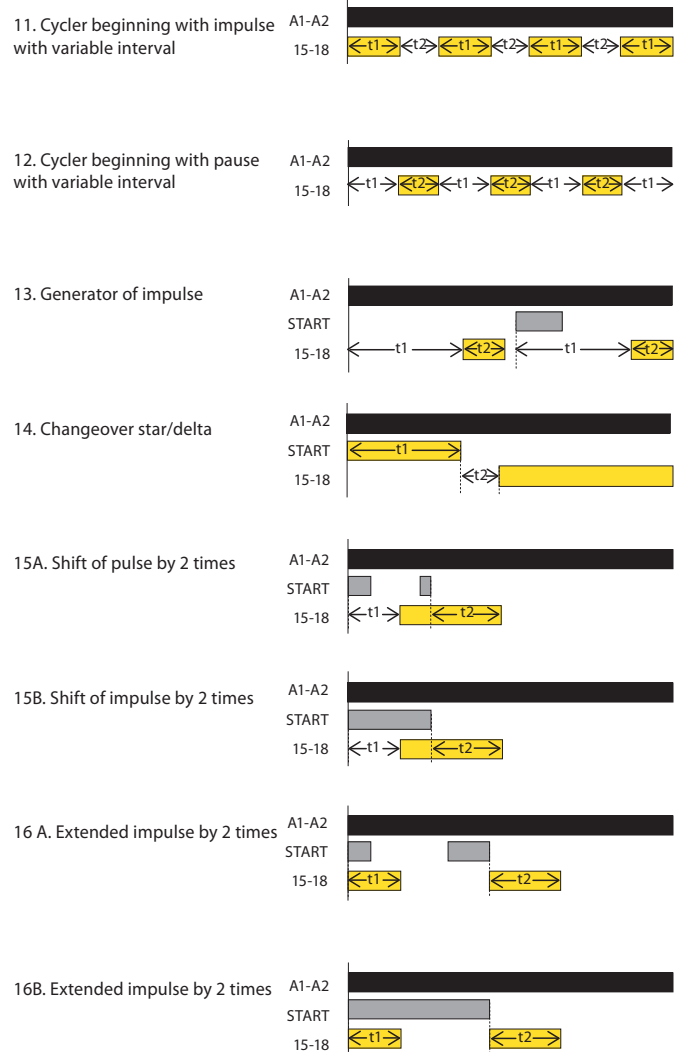 11. Cycler beginning with impulse
with variable interval
A1-A2
15-18
t1 t2 t1 t2 t1 t2 t1
12. Cycler beginning with pause
with variable interval
A1-A2
15-18
t1 t2 t1 t2 t1 t2 t1
13. Generator of impulse
A1-A2
START
15-18
t1 t2 t1 t2
14. Changeover star/delta
A1-A2
START
t1
15-18
t2
15A. Shift of pulse by 2 times
A1-A2
START
15-18
t1 t2
15B. Shift of impulse by 2 times
A1-A2
START
15-18
t1 t2
16 A. Extended impulse by 2 times
A1-A2
START
15-18
t1 t2
16B. Extended impulse by 2 times
A1-A2
START
15-18
t1 t2